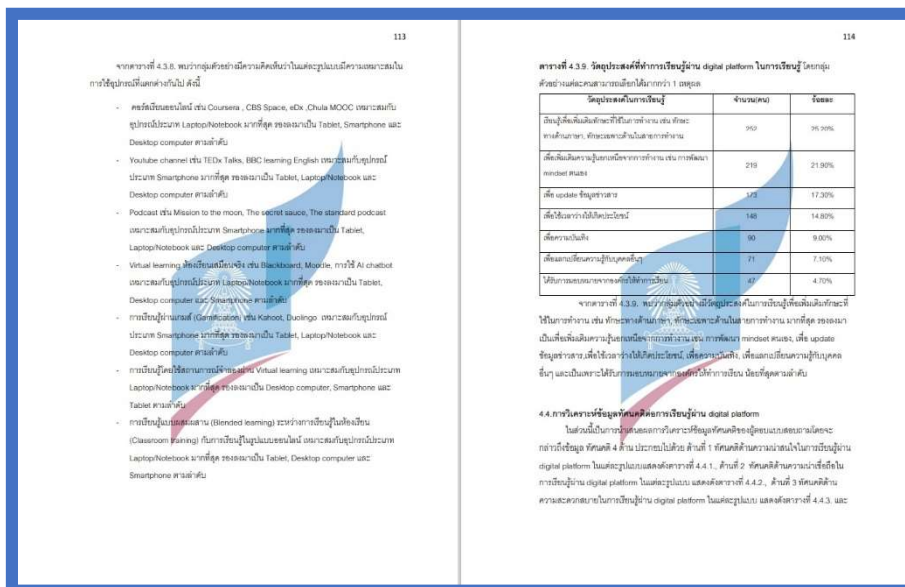 113
จากตารางที่ 4.3.8. พบว่ากลุ่มตัวอย่างมีความคิดเห็นว่าในแต่ละรูปแบบมีความเหมาะสมใน
การใช้อุปกรณ์ที่แตกต่างกันไป ดังนี้
- คอร์สเรียนออนไลน์ เช่น Coursera , CBS Space, eDx ,Chula MOOC เหมาะสมกับ
อุปกรณ์ประเภท Laptop/Notebook มากที่สุด รองลงมาเป็น Tablet, Smartphone และ
Desktop computer ตามลำดับ
- Youtube channel เช่น TEDx Talks, BBC learning English เหมาะสมกับอุปกรณ์
ประเภท Smartphone มากที่สุด รองลงมาเป็น Tablet, Laptop/Notebook และ
Desktop computer ตามลำดับ
- Podcast เช่น Mission to the moon, The secret sauce, The standard podcast
เหมาะสมกับอุปกรณ์ประเภท Smartphone มากที่สุด รองลงมาเป็น Tablet,
Laptop/Notebook และ Desktop computer ตามลำดับ
- Virtual learning ห้องเรียนเสมือนจริง เช่น Blackboard, Moodle, การใช้ AI chatbot
เหมาะสมกับอุปกรณ์ประเภท Laptop/Notebook มากที่สุด รองลงมาเป็น Tablet,
Desktop computer และ Smartphone ตามลำดับ
- การเรียนรู้ผ่านเกมส์ (Gamification) เช่น Kahoot, Duolingo เหมาะสมกับอุปกรณ์
ประเภท Smartphone มากที่สุด รองลงมาเป็น Tablet, Laptop/Notebook และ
Desktop computer ตามลำดับ
- การเรียนรู้โดยใช้สถานการณ์จำลองผ่าน Virtual learning เหมาะสมกับอุปกรณ์ประเภท
Laptop/Notebook มากที่สุด รองลงมาเป็น Desktop computer, Smartphone และ
Tablet ตามลำดับ
- การเรียนรู้แบบผสมผสาน (Blended learning) ระหว่างการเรียนรู้ในห้องเรียน
(Classroom training) กับการเรียนรู้ในรูปแบบออนไลน์ เหมาะสมกับอุปกรณ์ประเภท
Laptop/Notebook มากที่สุด รองลงมาเป็น Tablet, Desktop computer และ
Smartphone ตามลำดับ
114
ตารางที่ 4.3.9. วัตถุประสงค์ที่ทำการเรียนรู้ผ่าน digital platform ในการเรียนรู้ โดยกลุ่ม
ตัวอย่างแต่ละคนสามารถเลือกได้มากกว่า 1 เหตุผล
วัตถุประสงค์ในการเรียนรู้ จำนวน(คน) ร้อยละ
เรียนรู้เพื่อเพิ่มเติมทักษะที่ใช้ในการทำงาน เช่น ทักษะ
ทางด้านภาษา, ทักษะเฉพาะด้านในสายการทำงาน 252 25.20%
เพื่อเพิ่มเติมความรู้นอกเหนือจากการทำงาน เช่น การพัฒนา
mindset ตนเอง 219 21.90%
เพื่อ update ข้อมูลข่าวสาร 173 17.30%
เพื่อใช้เวลาว่างให้เกิดประโยชน์ 148 14.80%
เพื่อความบันเทิง 90 9.00%
เพื่อแลกเปลี่ยนความรู้กับบุคคลอื่นๆ 71 7.10%
ได้รับการมอบหมายจากองค์กรให้ทำการเรียน 47 4.70%
จากตารางที่ 4.3.9. พบว่ากลุ่มตัวอย่างมีวัตถุประสงค์ในการเรียนรู้เพื่อเพิ่มเติมทักษะที่
ใช้ในการทำงาน เช่น ทักษะทางด้านภาษา, ทักษะเฉพาะด้านในสายการทำงาน มากที่สุด รองลงมา
เป็นเพื่อเพิ่มเติมความรู้นอกเหนือจากการทำงาน เช่น การพัฒนา mindset ตนเอง, เพื่อ update
ข้อมูลข่าวสาร,เพื่อใช้เวลาว่างให้เกิดประโยชน์, เพื่อความบันเทิง, เพื่อแลกเปลี่ยนความรู้กับบุคคล
อื่นๆ และเป็นเพราะได้รับการมอบหมายจากองค์กรให้ทำการเรียน น้อยที่สุดตามลำดับ
4.4.การวิเคราะห์ข้อมูลทัศนคติต่อการเรียนรู้ผ่าน digital platform
ในส่วนนี้เป็นการนำเสนอผลการวิเคราะห์ข้อมูลทัศนคติของผู้ตอบแบบสอบถามโดยจะ
กล่าวถึงข้อมูล ทัศนคติ 4 ด้าน ประกอบไปด้วย ด้านที่ 1 ทัศนคติด้านความน่าสนใจในการเรียนรู้ผ่าน
digital platform ในแต่ละรูปแบบแสดงดังตารางที่ 4.4.1., ด้านที่ 2 ทัศนคติด้านความน่าเชื่อถือใน
การเรียนรู้ผ่าน digital platform ในแต่ละรูปแบบ แสดงดังตารางที่ 4.4.2., ด้านที่ 3 ทัศนคติด้าน
ความสะดวกสบายในการเรียนรู้ผ่าน digital platform ในแต่ละรูปแบบ แสดงดังตารางที่ 4.4.3. และ